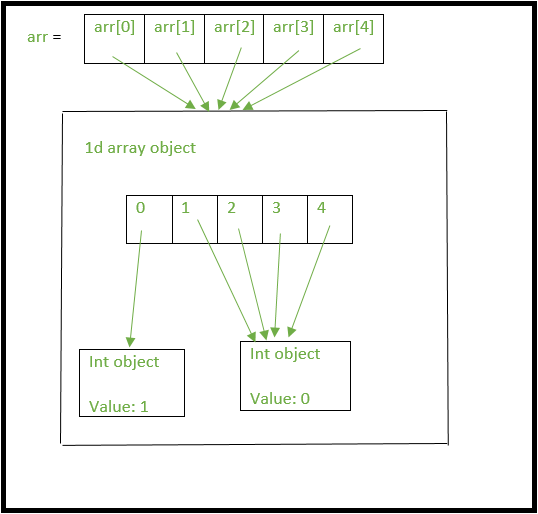 arr = arr[0] arr[1] arr[2] arr[3] arr[4]
1d array object
0 1 2 3 4
Int object
Value: 1
Int object
Value: 0